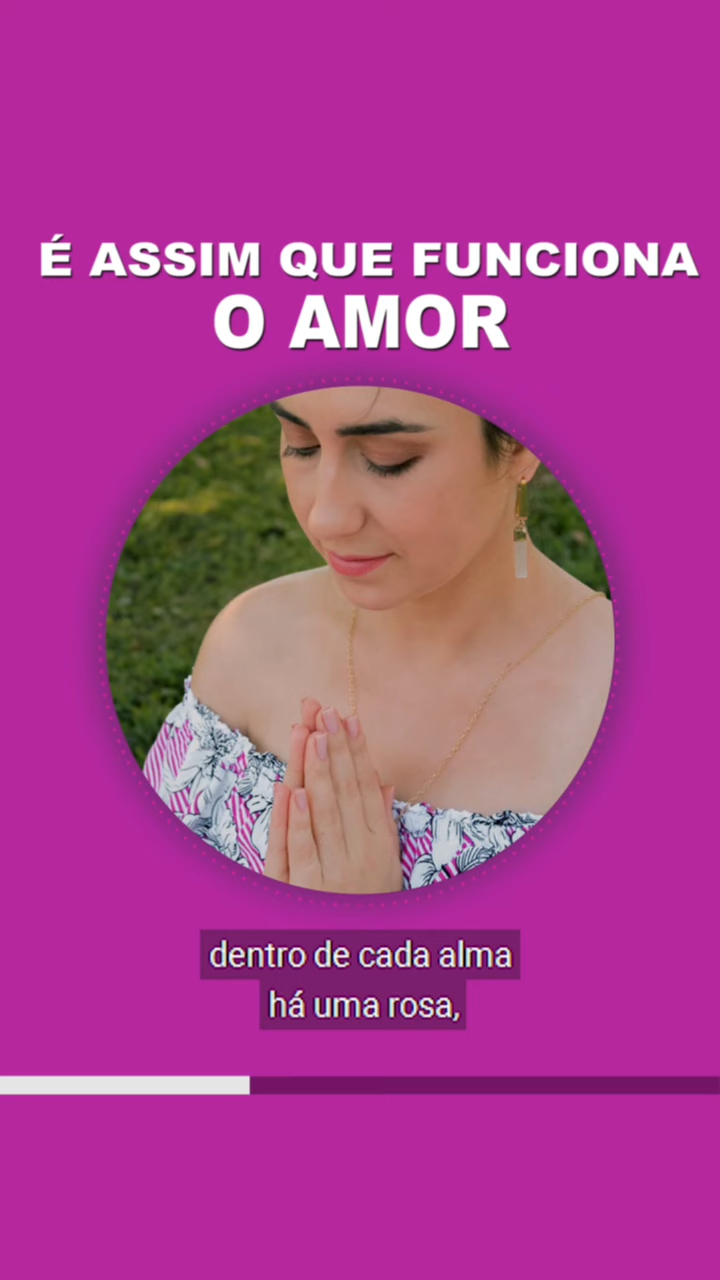 É ASSIM QUE FUNCIONA
O AMOR
dentro de cada alma
há uma rosa,